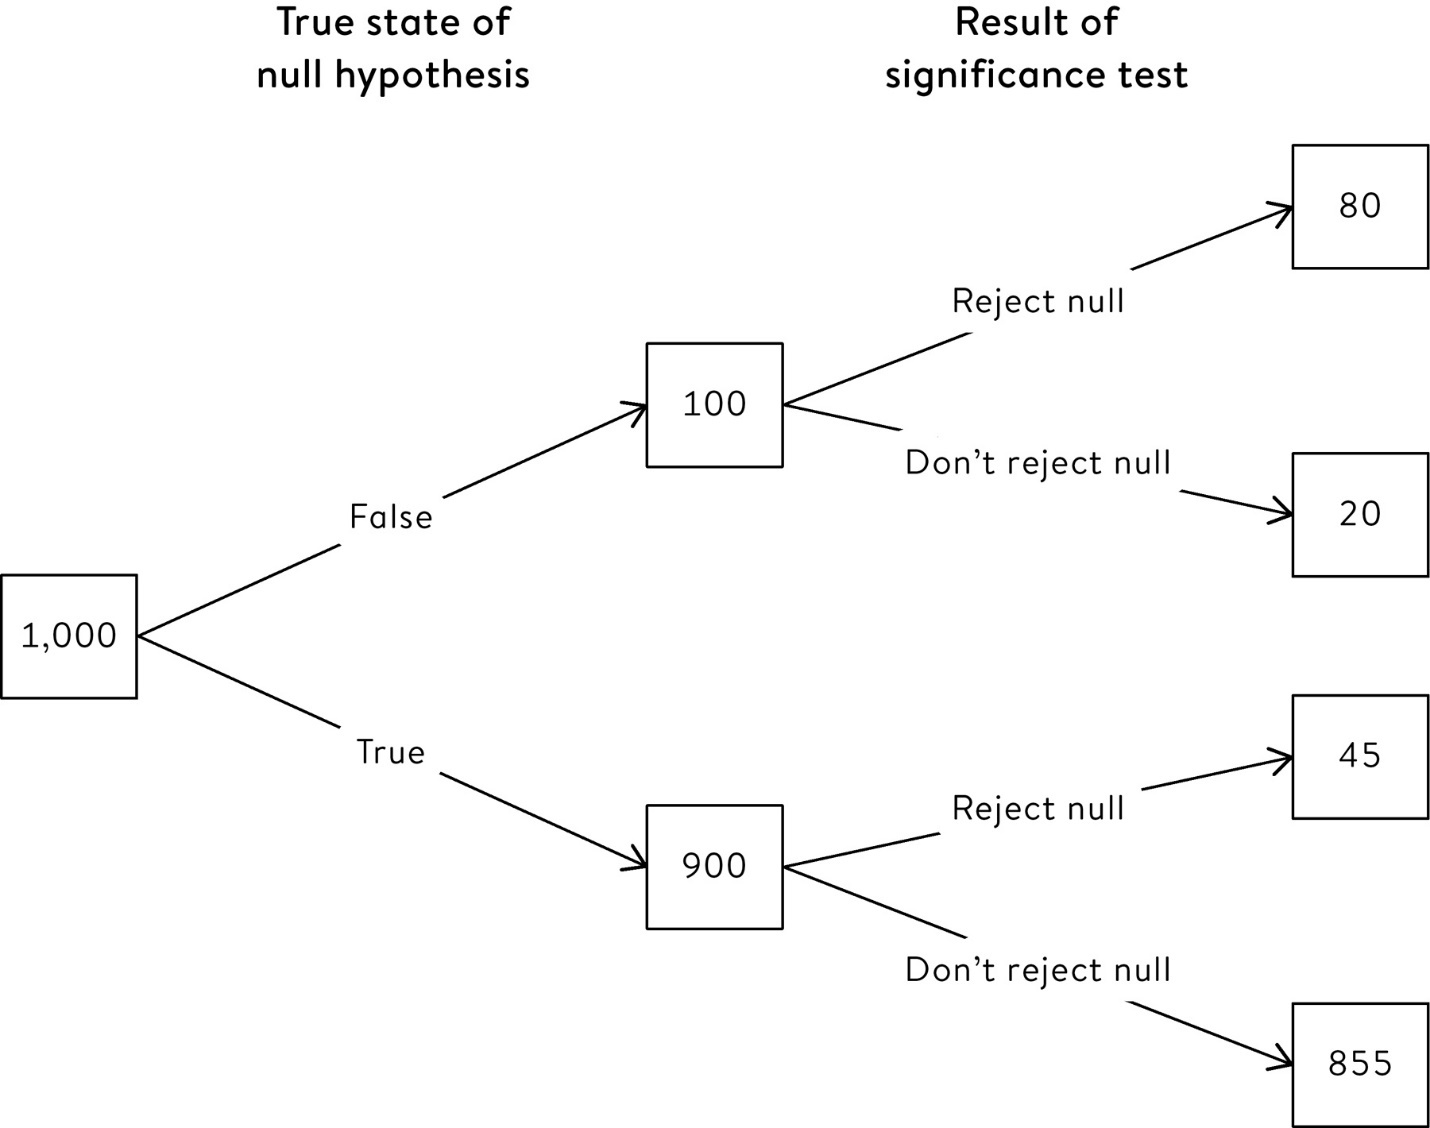 True state of
null hypothesis
Result of
significance test
80
Reject null
100
Don’t reject null
20
False
1,000
True
45
Reject null
900
Don’t reject null
855